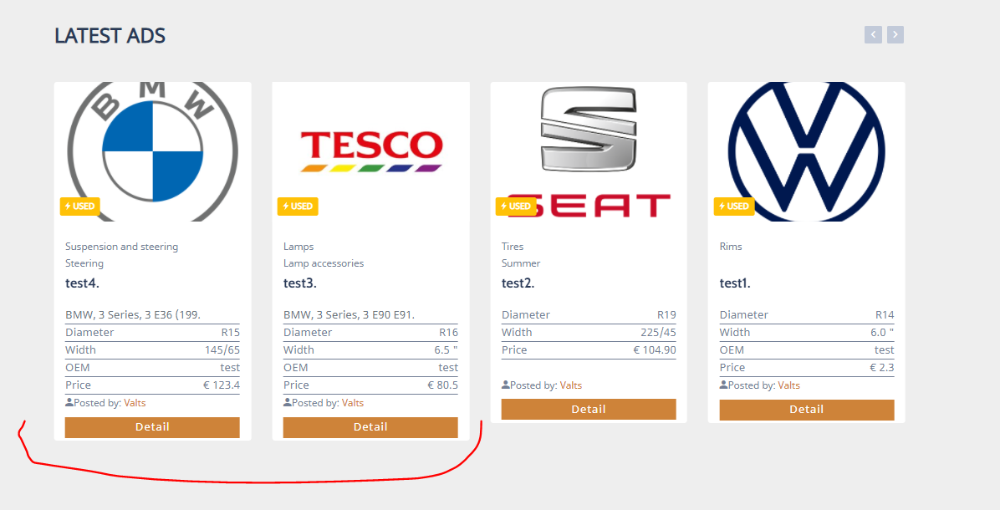 LATEST ADS
BMW
USED
Suspension and steering
Steering
test4.
BMW, 3 Series, 3 E36 (199.
Diameter R15
Width 145/65
OEM test
Price € 123.4
Posted by: Valts
Detail
TESCO
USED
Lamps
Lamp accessories
test3.
BMW, 3 Series, 3 E90 E91.
Diameter R16
Width 6.5 "
OEM test
Price € 80.5
Posted by: Valts
Detail
SEAT
USED
Tires
Summer
test2.
Diameter R19
Width 225/45
Price € 104.90
Posted by: Valts
Detail
USED
Rims
test1.
Diameter R14
Width 6.0 "
OEM test
Price € 2.3
Posted by: Valts
Detail